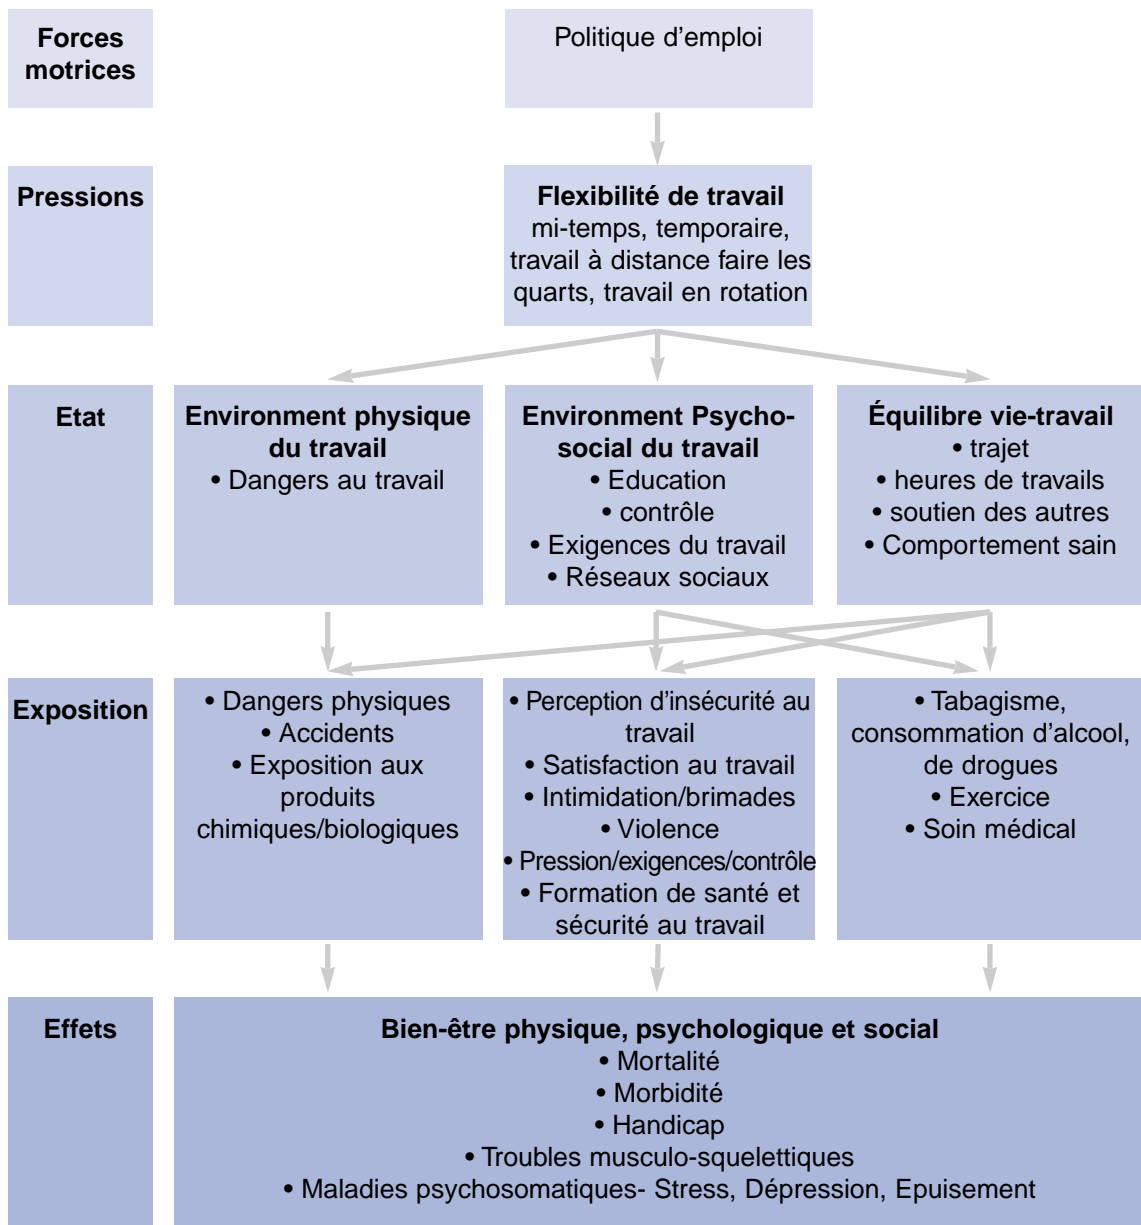 Forces
motrices
Politique d’emploi
Pressions
Flexibilité de travail
mi-temps, temporaire,
travail à distance faire les
quarts, travail en rotation
Etat
Environment physique
du travail
• Dangers au travail
Environment Psycho-
social du travail
• Education
• contrôle
• Exigences du travail
• Réseaux sociaux
Équilibre vie-travail
• trajet
• heures de travails
• soutien des autres
• Comportement sain
Exposition
• Dangers physiques
• Accidents
• Exposition aux
produits
chimiques/biologiques
• Perception d’insécurité au
travail
• Satisfaction au travail
• Intimidation/brimades
• Violence
• Pression/exigences/contrôle
• Formation de santé et
sécurité au travail
• Tabagisme,
consommation d’alcool,
de drogues
• Exercice
• Soin médical
Effets
Bien-être physique, psychologique et social
• Mortalité
• Morbidité
• Handicap
• Troubles musculo-squelettiques
• Maladies psychosomatiques- Stress, Dépression, Epuisement